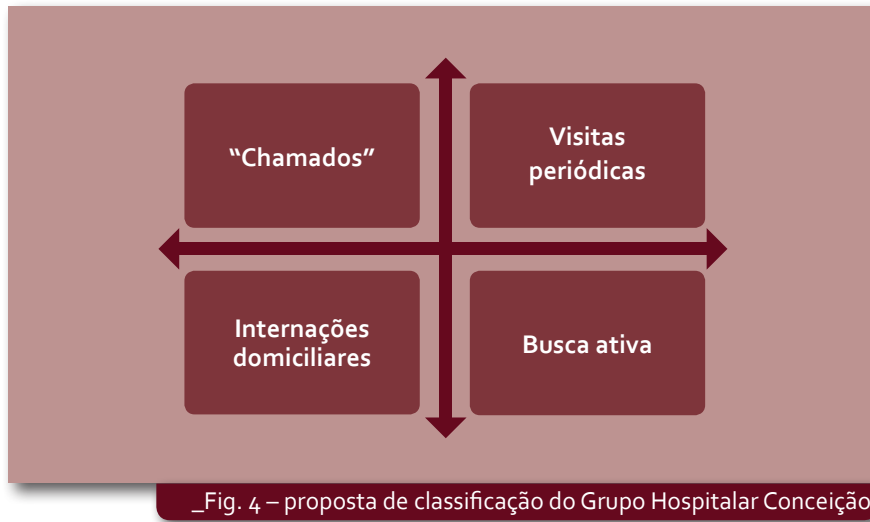 “Chamados”
Visitas
periódicas
Internações
domiciliares
Busca ativa
_Fig. 4 – proposta de classificação do Grupo Hospitalar Conceição